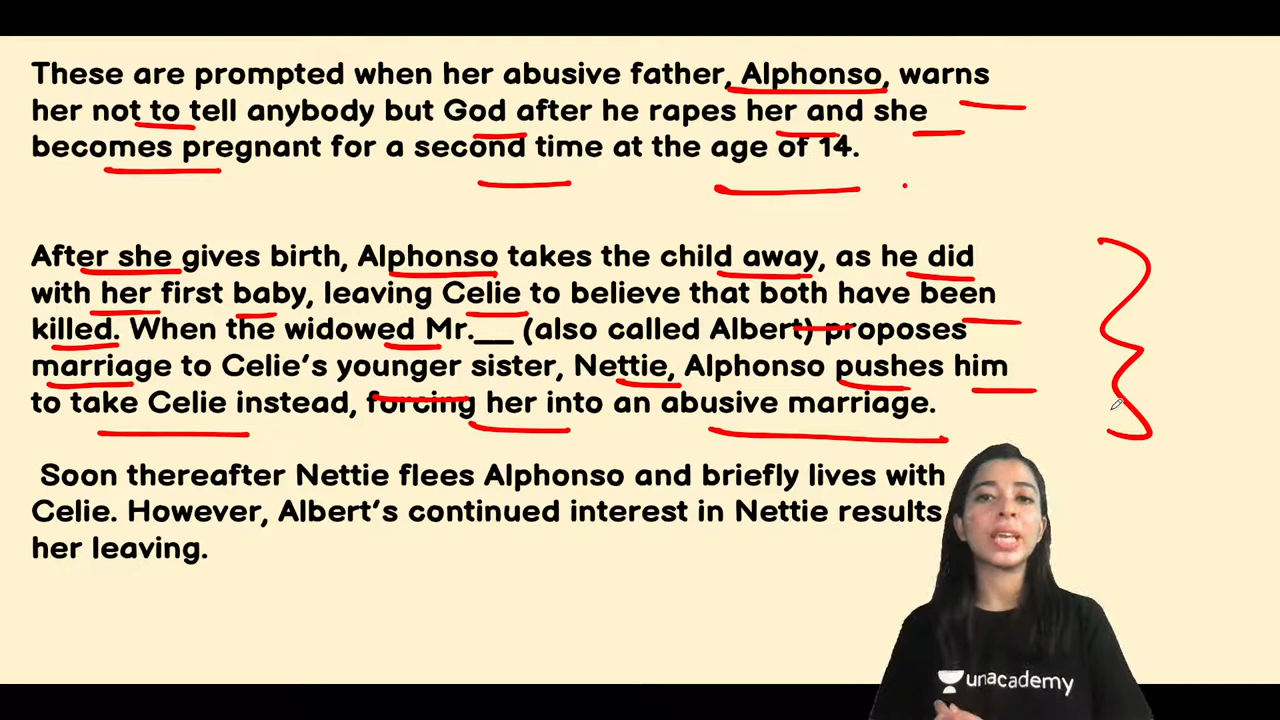 These are prompted when her abusive father, Alphonso, warns
her not to tell anybody but God after he rapes her and she
becomes pregnant for a second time at the age of 14.
After she gives birth, Alphonso takes the child away, as he did
with her first baby, leaving Celie to believe that both have been
killed. When the widowed Mr.__ (also called Albert) proposes
marriage to Celie's younger sister, Nettie, Alphonso pushes him
to take Celie instead, forcing her into an abusive marriage.
Soon thereafter Nettie flees Alphonso and briefly lives with
Celie. However, Albert's continued interest in Nettie results
her leaving.
unacademy